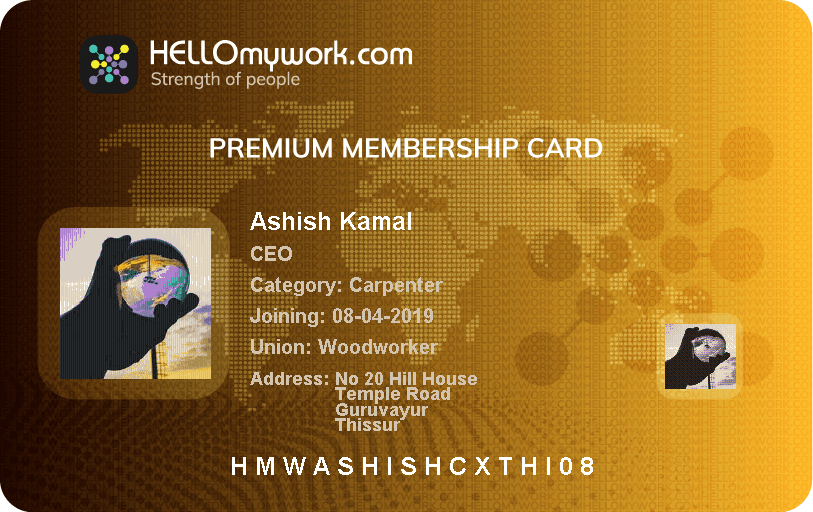 HELLOmywork.com
Strength of people
PREMIUM MEMBERSHIP CARD
Ashish Kamal
CEO
Category: Carpenter
Joining: 08-04-2019
Union: Woodworker
Address: No 20 Hill House
Temple Road
Guruvayur
Thissur
HMWASHISHCXTHI08